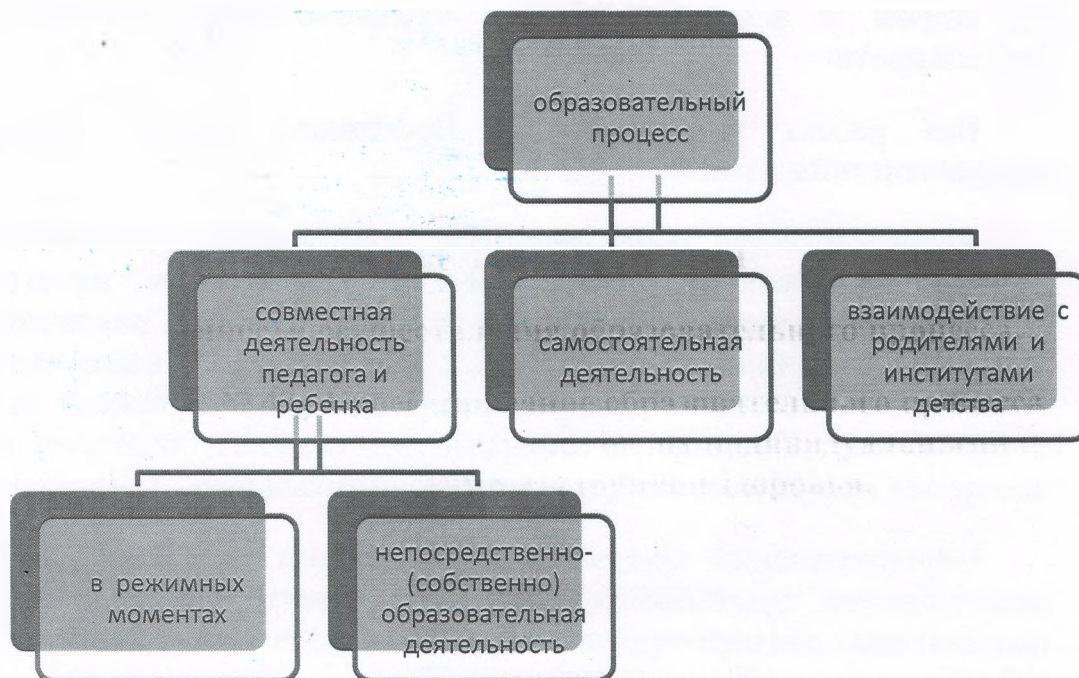 образовательный
процесс
совместная
деятельность
педагога и
ребенка
самостоятельная
деятельность
взаимодействие с
родителями и
институтами
детства
в режимных
моментах
непосредственно-
(собственно)
образовательная
деятельность